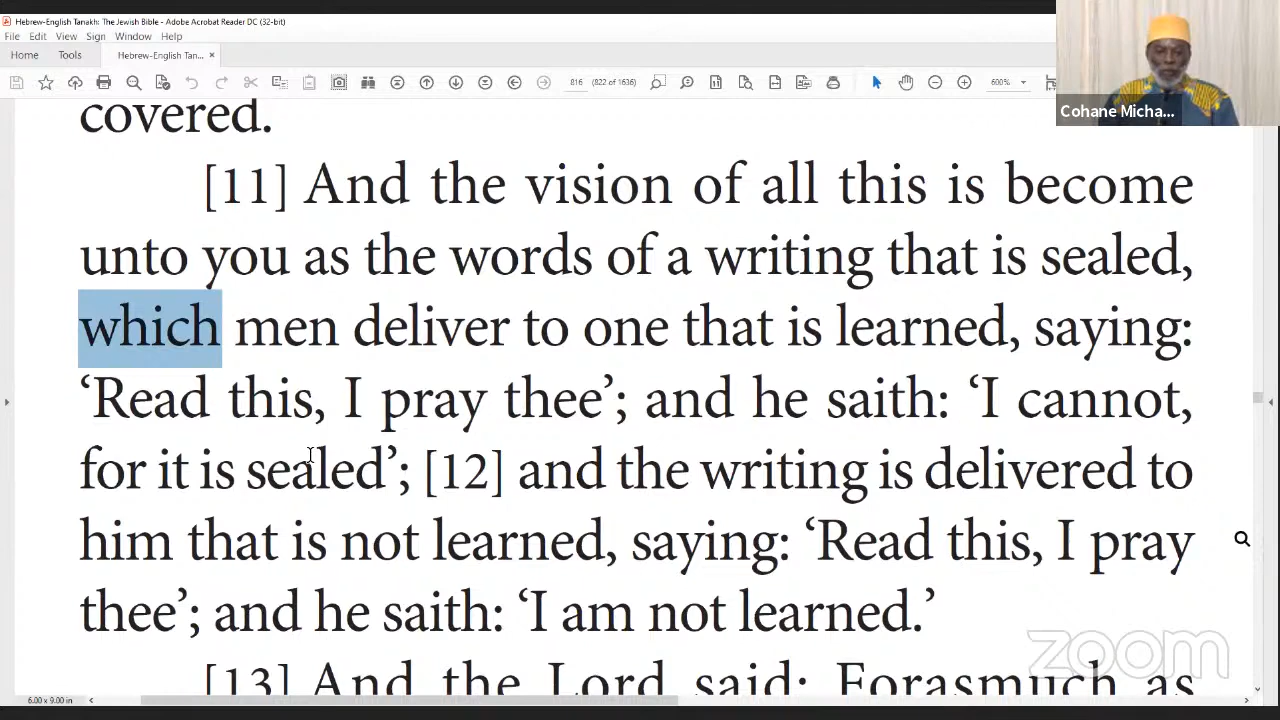 Hebrew-English Tanakh: The Jewish Bible - Adobe Acrobat Reader DC (32-bit)
File Edit View Sign Window Help
Home Tools Hebrew-English Tan... ×
816 (822 of 1636) 600%
Cohane Micha...
covered.
[11] And the vision of all this is become
unto you as the words of a writing that is sealed,
which men deliver to one that is learned, saying:
‘Read this, I pray thee’; and he saith: ‘I cannot,
for it is sealed’; [12] and the writing is delivered to
him that is not learned, saying: ‘Read this, I pray
thee’; and he saith: ‘I am not learned.’
[13] And the Lord said: Forasmuch as
zoom
6.00 x 9.00 in